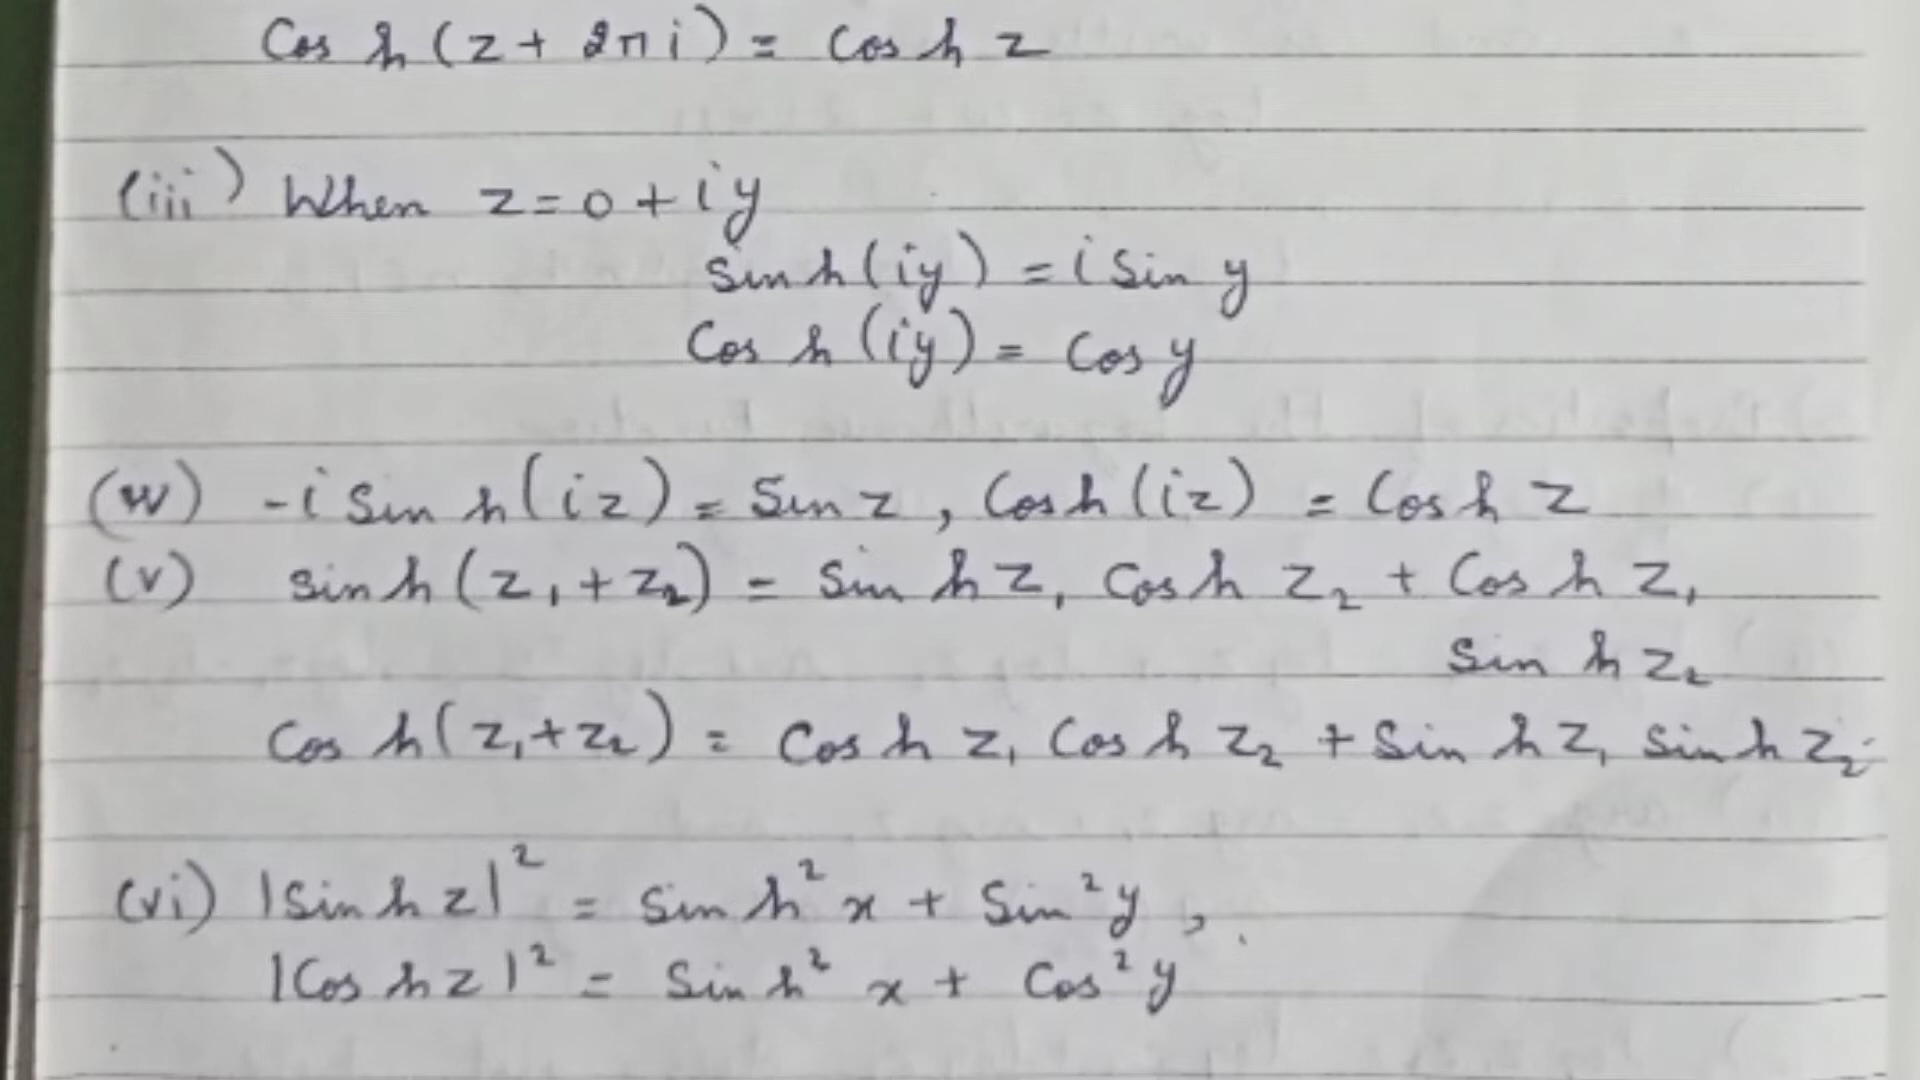 Cos h (z + 2πi) = Cos h z
(iii) When z = 0 + iy
sin h (iy) = i Sin y
Cos h (iy) = Cos y
(iv) -i Sin h (iz) = Sin z , Cos h (iz) = Cos h z
(v) sin h (z₁ + z₂) = Sin h z₁ Cos h z₂ + Cos h z₁
Sin h z₂
Cos h (z₁ + z₂) = Cos h z₁ Cos h z₂ + Sin h z₁ Sin h z₂
(vi) |Sin h z|² = Sin h² x + Sin² y ,
|Cos h z|² = Sin h² x + Cos² y